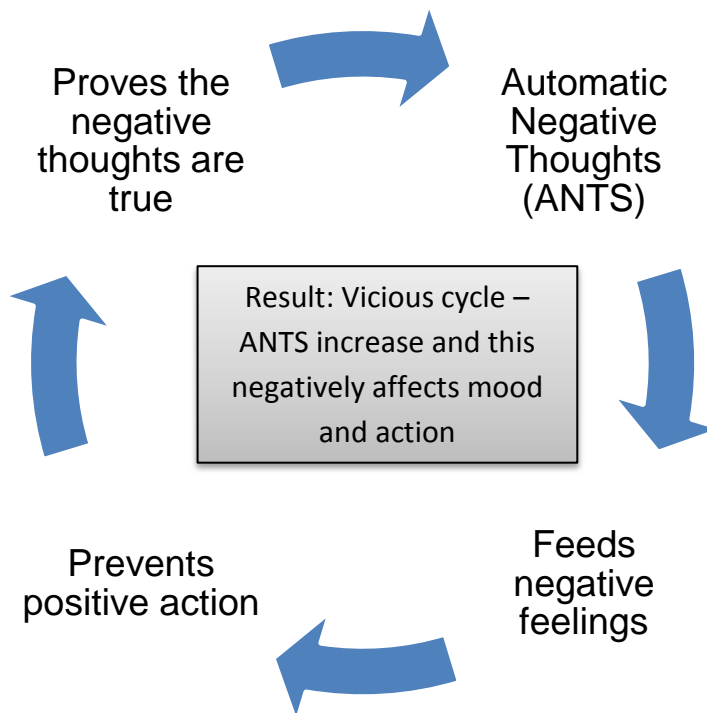 Proves the
negative
thoughts are
true
Automatic
Negative
Thoughts
(ANTS)
Result: Vicious cycle –
ANTS increase and this
negatively affects mood
and action
Prevents
positive action
Feeds
negative
feelings